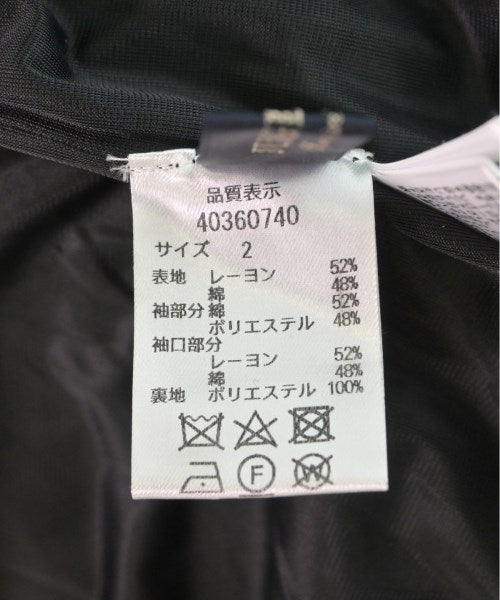 品質表示
40360740
サイズ 2
表地 レーヨン 52%
綿 48%
袖部分 綿 52%
ポリエステル 48%
袖口部分
レーヨン 52%
綿 48%
裏地 ポリエステル 100%
F W